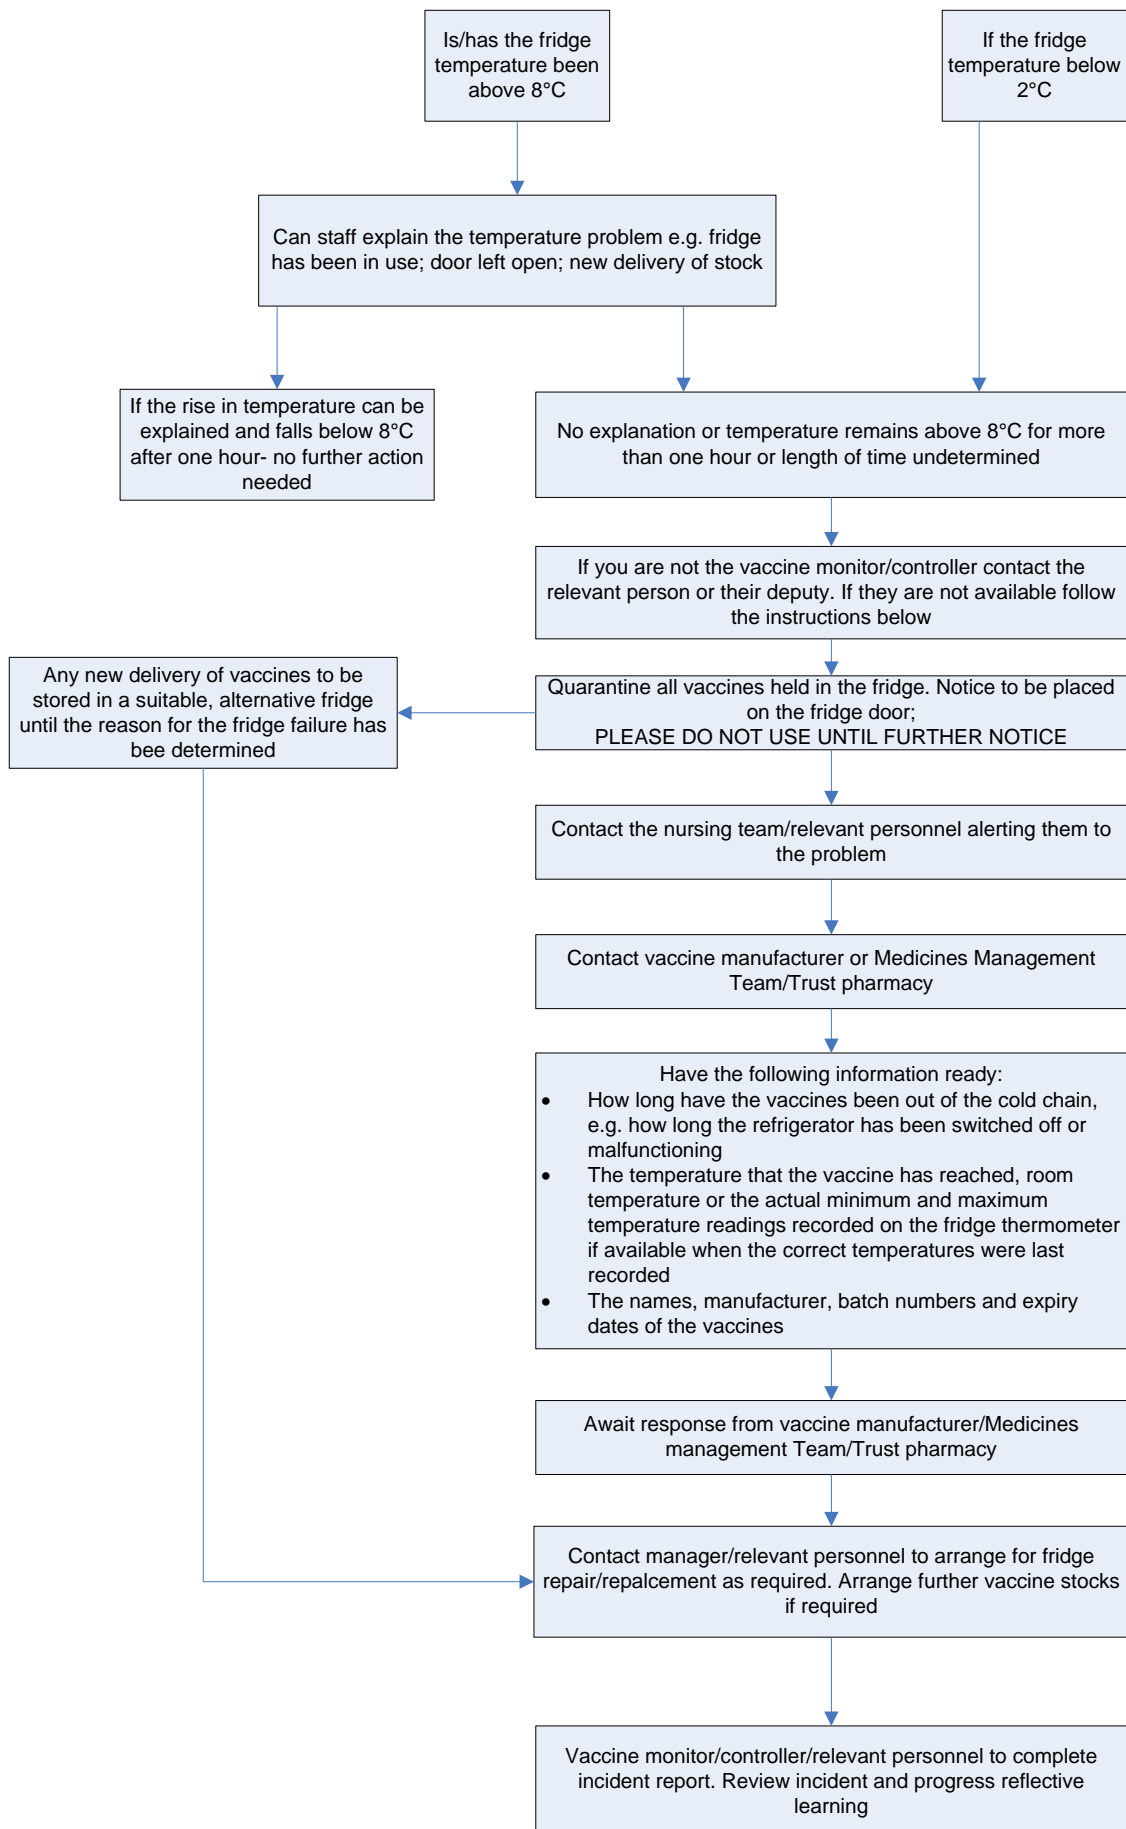 Is/has the fridge
temperature been
above 8°C
If the fridge
temperature below
2°C
Can staff explain the temperature problem e.g. fridge
has been in use; door left open; new delivery of stock
If the rise in temperature can be
explained and falls below 8°C
after one hour- no further action
needed
No explanation or temperature remains above 8°C for more
than one hour or length of time undetermined
If you are not the vaccine monitor/controller contact the
relevant person or their deputy. If they are not available follow
the instructions below
Any new delivery of vaccines to be
stored in a suitable, alternative fridge
until the reason for the fridge failure has
bee determined
Quarantine all vaccines held in the fridge. Notice to be placed
on the fridge door;
PLEASE DO NOT USE UNTIL FURTHER NOTICE
Contact the nursing team/relevant personnel alerting them to
the problem
Contact vaccine manufacturer or Medicines Management
Team/Trust pharmacy
Have the following information ready:
• How long have the vaccines been out of the cold chain,
e.g. how long the refrigerator has been switched off or
malfunctioning
• The temperature that the vaccine has reached, room
temperature or the actual minimum and maximum
temperature readings recorded on the fridge thermometer
if available when the correct temperatures were last
recorded
• The names, manufacturer, batch numbers and expiry
dates of the vaccines
Await response from vaccine manufacturer/Medicines
management Team/Trust pharmacy
Contact manager/relevant personnel to arrange for fridge
repair/repalcement as required. Arrange further vaccine stocks
if required
Vaccine monitor/controller/relevant personnel to complete
incident report. Review incident and progress reflective
learning